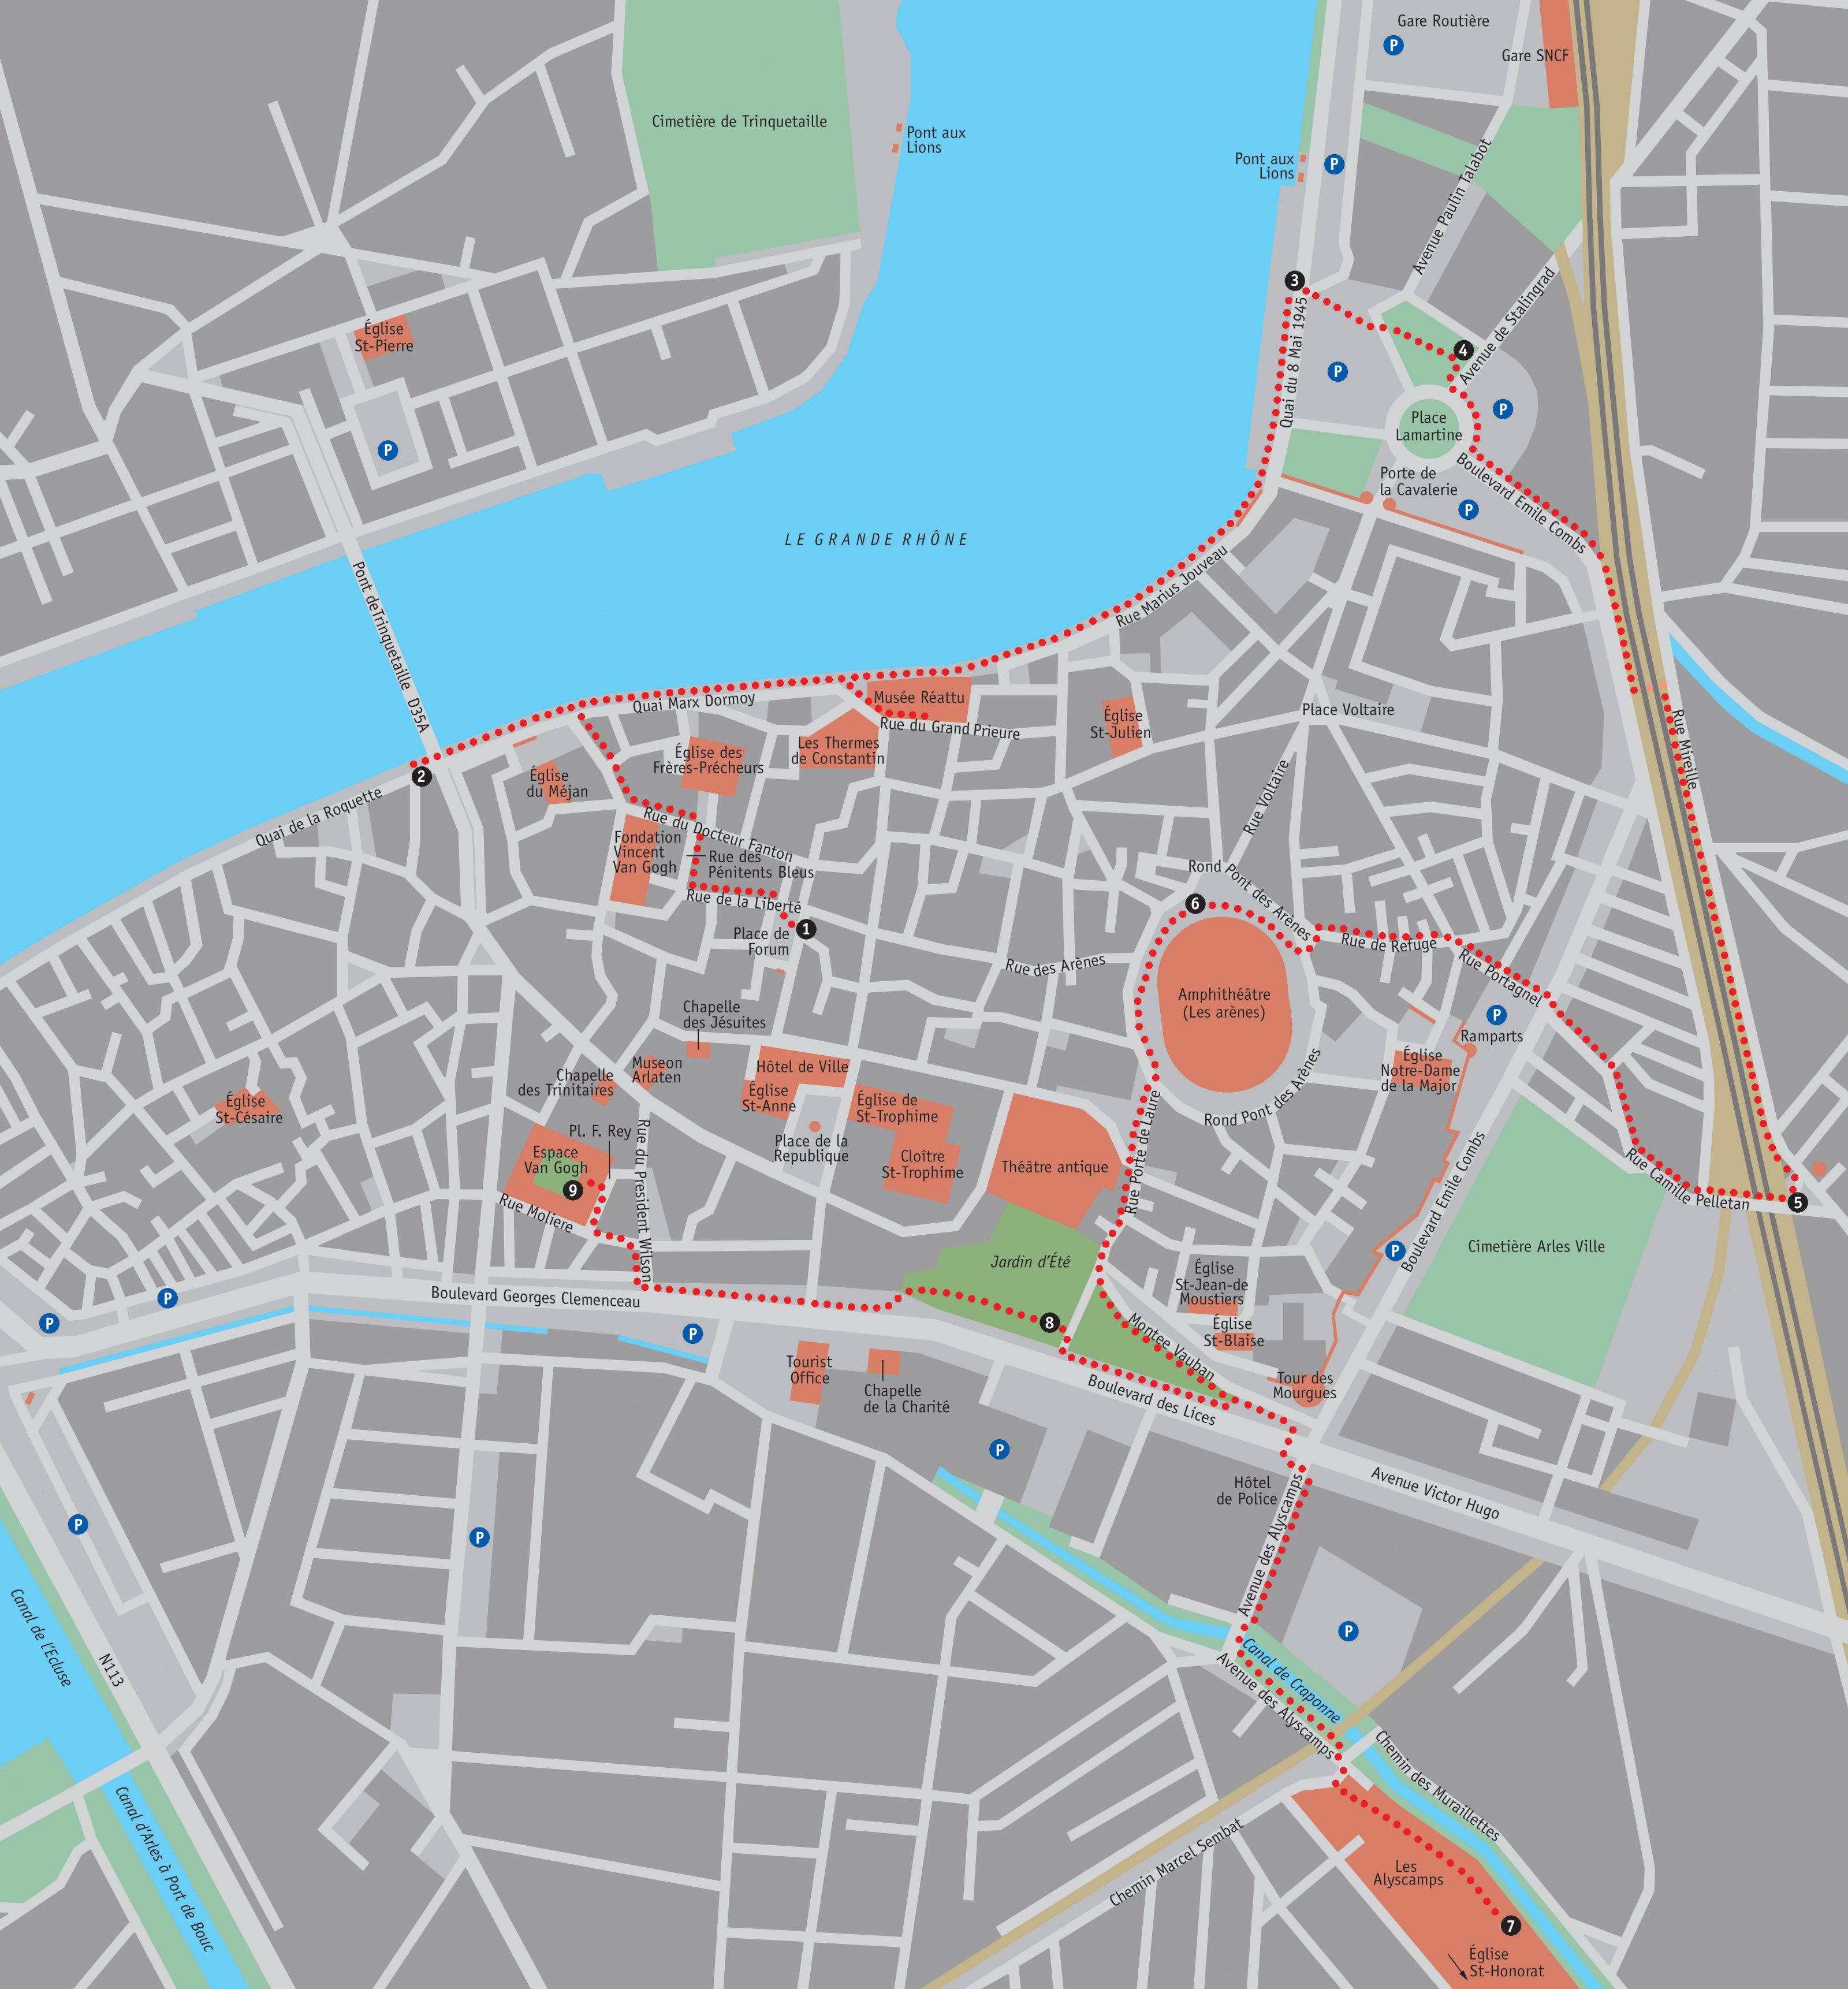 Gare Routière
P
Gare SNCF
Cimetière de Trinquetaille
Pont aux
Lions
Pont aux
Lions
P
Avenue Paulin Talabot
Église
St-Pierre
3
Quai du 8 Mai 1945
4
Avenue de Stalingrad
P
P
Place
Lamartine
P
Porte de
la Cavalerie
P
Boulevard Emile Combs
LE GRANDE RHÔNE
Pont deTrinquetaille D35A
Rue Marius Jouveau
Quai Marx Dormoy
Musée Réattu
Rue du Grand Prieure
Église
St-Julien
Place Voltaire
Rue Mireille
Les Thermes
de Constantin
Église des
Frères-Précheurs
Église
du Méjan
2
Quai de la Roquette
Rue Voltaire
Rue du Docteur Fanton
Fondation
Vincent
Van Gogh
Rue des
Pénitents Bleus
Rue de la Liberté
1
Place de
Forum
Rond Pont des Arènes
6
Rue de Refuge
Rue Portagnel
Rue des Arènes
Amphithéâtre
(Les arènes)
P
Ramparts
Chapelle
des Jésuites
Hôtel de Ville
Museon
Arlaten
Chapelle
des Trinitaires
Église
St-Anne
Église de
St-Trophime
Église
Notre-Dame
de la Major
Rond Pont des Arènes
Église
St-Césaire
Pl. F. Rey
Rue du President Wilson
Place de la
Republique
Cloître
St-Trophime
Théâtre antique
Rue Porte de Laure
Espace
Van Gogh
9
Rue Moliere
Rue Camille Pelletan
5
Boulevard Emile Combs
P
Cimetière Arles Ville
Jardin d'Été
Église
St-Jean-de
Moustiers
Église
St-Blaise
P
P
Boulevard Georges Clemenceau
8
Montee Vauban
P
Tourist
Office
Chapelle
de la Charité
Boulevard des Lices
Tour des
Mourgues
P
Hôtel
de Police
Avenue Victor Hugo
Avenue des Alyscamps
P
P
P
Canal de l'Ecluse
N113
Canal de Craponne
Avenue des Alyscamps
Chemin des Muraillettes
Canal d'Arles à Port de Bouc
Chemin Marcel Sembat
Les
Alyscamps
7
Église
St-Honorat